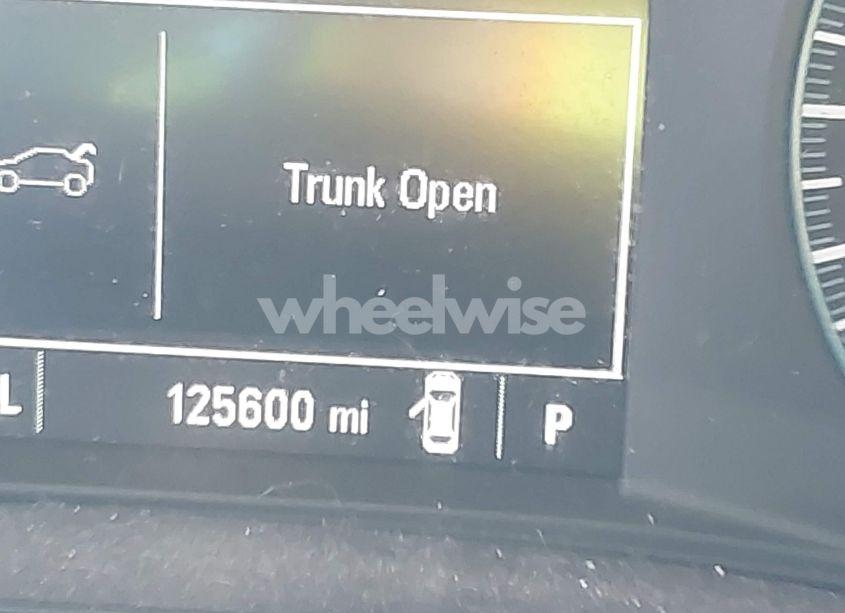 Trunk Open
wheelwise
L
125600 mi
P